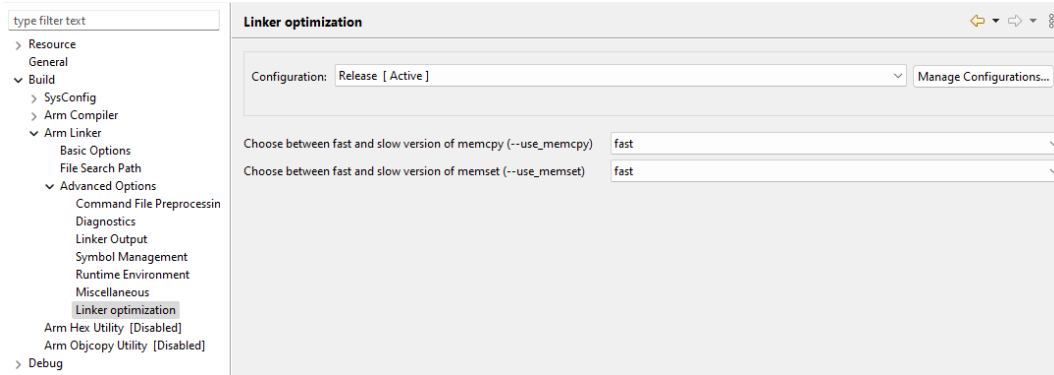 type filter text
Resource
General
Build
SysConfig
Arm Compiler
Arm Linker
Basic Options
File Search Path
Advanced Options
Command File Preprocessin
Diagnostics
Linker Output
Symbol Management
Runtime Environment
Miscellaneous
Linker optimization
Arm Hex Utility [Disabled]
Arm Objcopy Utility [Disabled]
Debug
Linker optimization
Configuration: Release [ Active ] Manage Configurations...
Choose between fast and slow version of memcpy (--use_memcpy) fast
Choose between fast and slow version of memset (--use_memset) fast